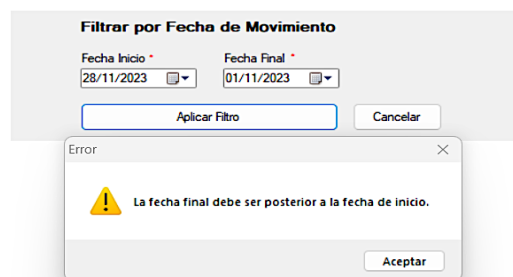 Filtrar por Fecha de Movimiento
Fecha Inicio * Fecha Final *
28/11/2023 01/11/2023
Aplicar Filtro Cancelar
Error
La fecha final debe ser posterior a la fecha de inicio.
Aceptar